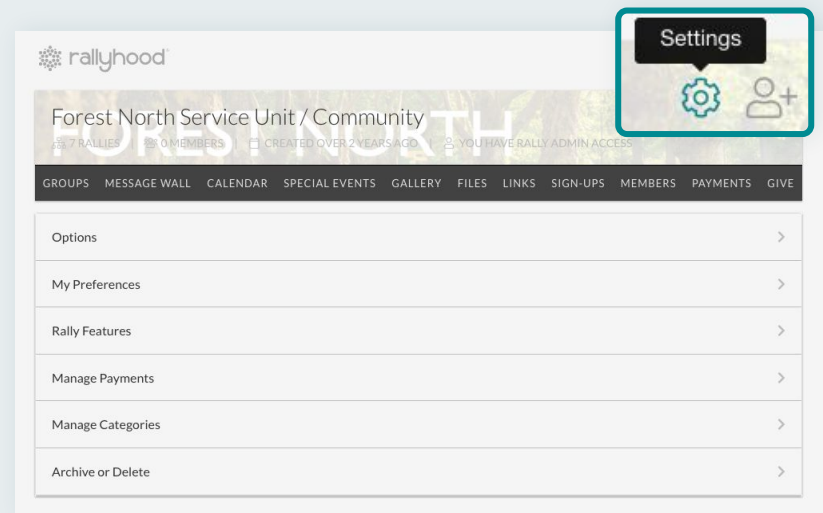 Settings
rallyhood
Forest North Service Unit / Community
FOREST NORTH
7 RALLIES | 0 MEMBERS | CREATED OVER 2 YEARS AGO | YOU HAVE RALLY ADMIN ACCESS
GROUPS MESSAGE WALL CALENDAR SPECIAL EVENTS GALLERY FILES LINKS SIGN-UPS MEMBERS PAYMENTS GIVE
Options
My Preferences
Rally Features
Manage Payments
Manage Categories
Archive or Delete